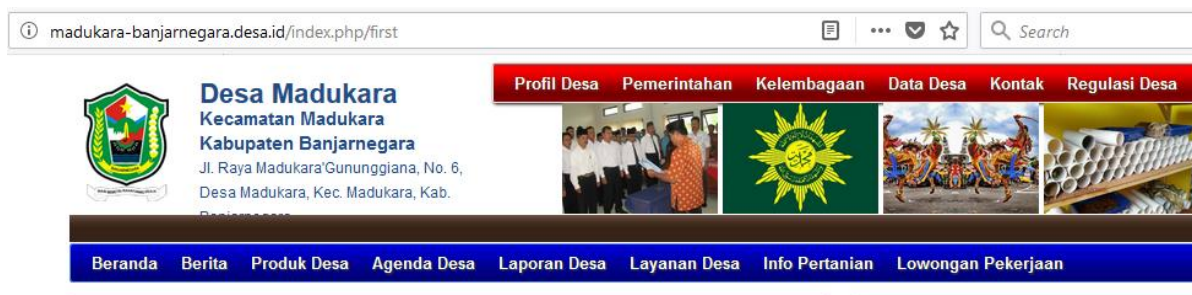 madukara-banjarnegara.desa.id/index.php/first
Search
Profil Desa Pemerintahan Kelembagaan Data Desa Kontak Regulasi Desa
Desa Madukara
Kecamatan Madukara
Kabupaten Banjarnegara
Jl. Raya Madukara'Gununggiana, No. 6,
Desa Madukara, Kec. Madukara, Kab.
Banjarnegara
Beranda Berita Produk Desa Agenda Desa Laporan Desa Layanan Desa Info Pertanian Lowongan Pekerjaan